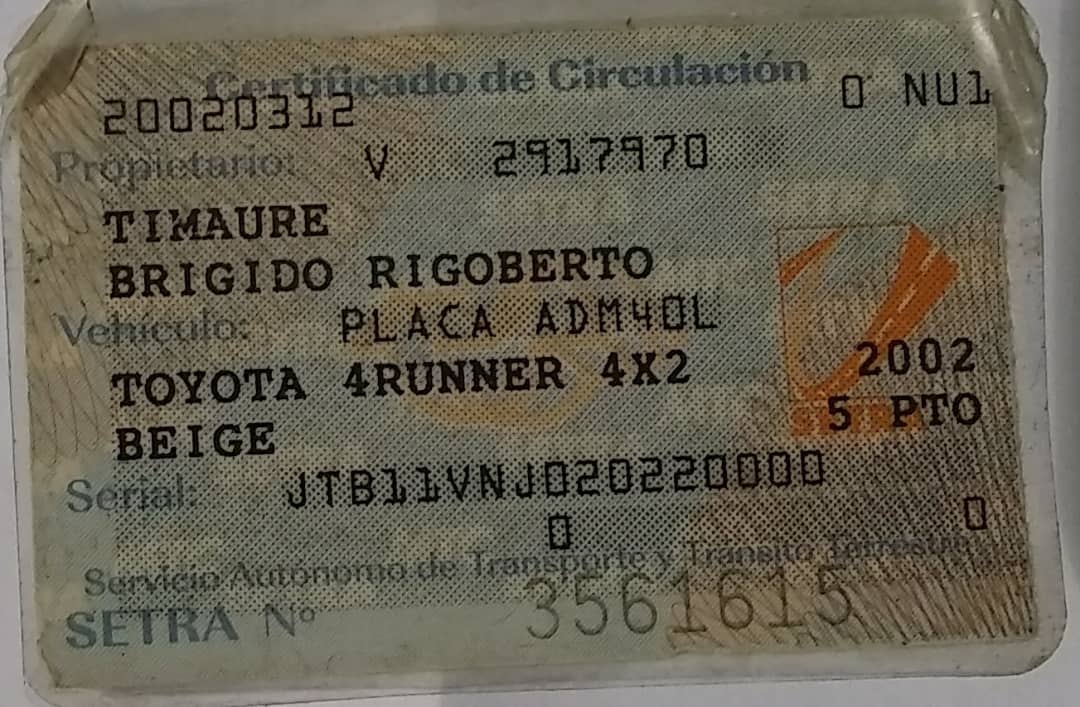 Certificado de Circulación
20020312 0 NU1
Propietario: V 2917970
TIMAURE
BRIGIDO RIGOBERTO
Vehículo: PLACA ADM40L
TOYOTA 4RUNNER 4X2 2002
BEIGE 5 PTO
Serial: JTB11VNJ020220000
0 0
Servicio Autónomo de Transporte y Tránsito Terrestre
SETRA Nº 3561615